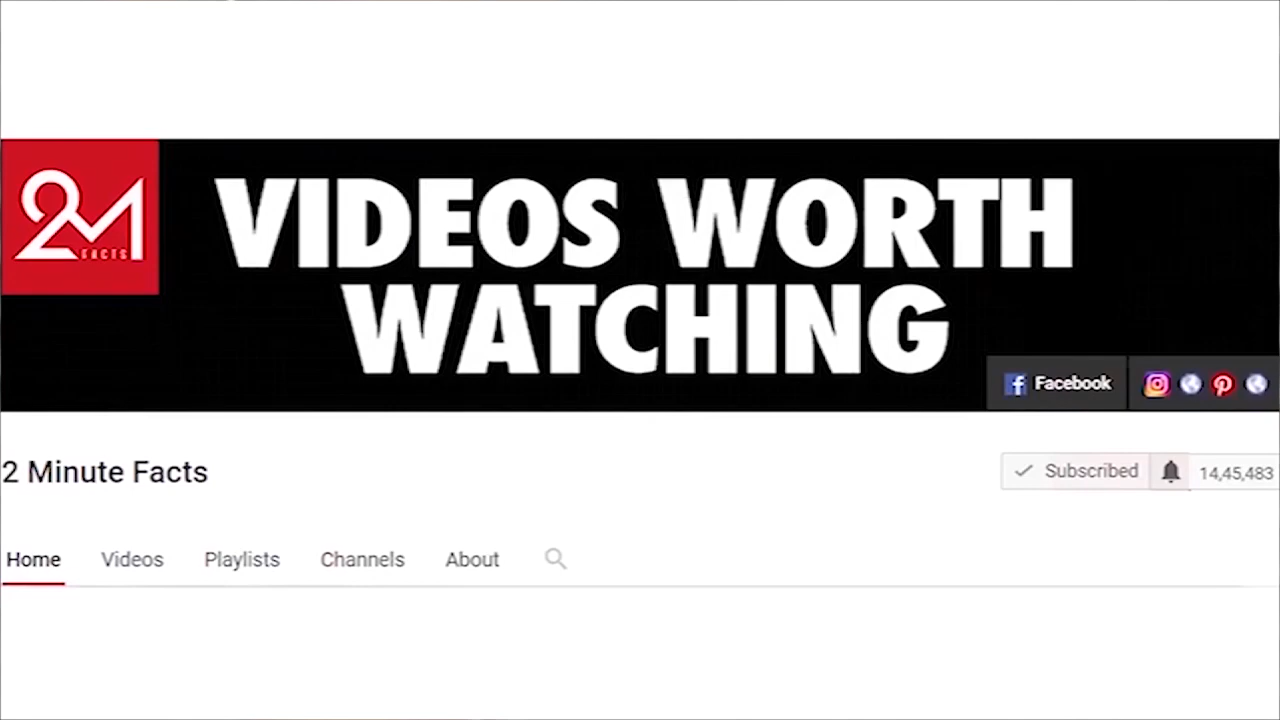 2M
FACTS
VIDEOS WORTH
WATCHING
Facebook
2 Minute Facts
Subscribed
14,45,483
Home
Videos
Playlists
Channels
About